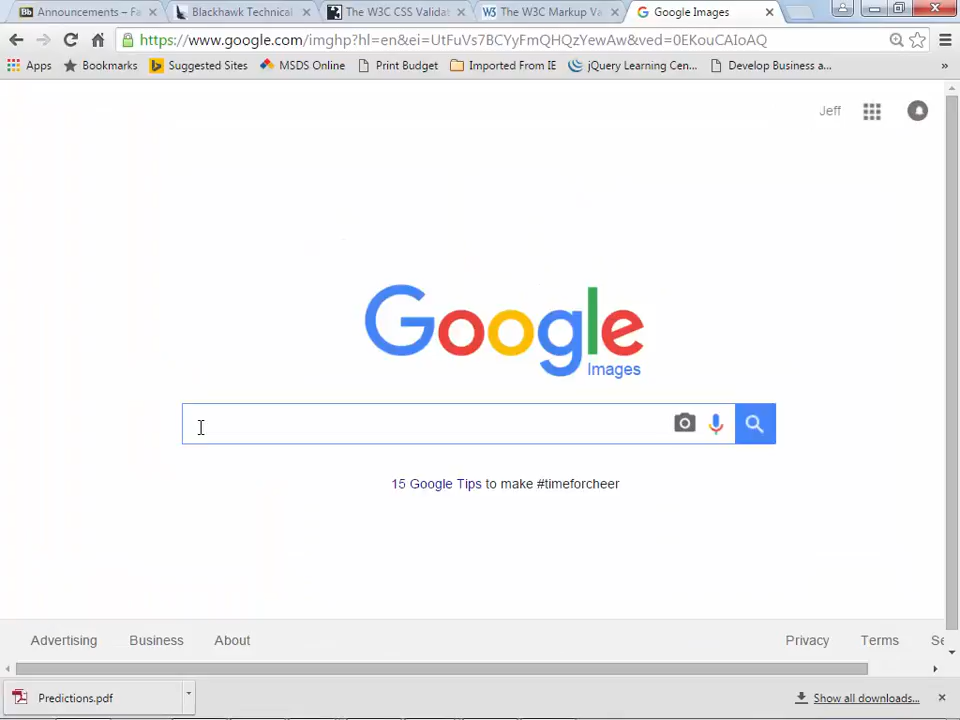 Bb Announcements – Fa
Blackhawk Technical
The W3C CSS Validat
W3 The W3C Markup Va
Google Images
https://www.google.com/imghp?hl=en&ei=UtFuVs7BCYyFmQHQzYewAw&ved=0EKouCAIoAQ
Apps Bookmarks Suggested Sites MSDS Online Print Budget Imported From IE jQuery Learning Cen... Develop Business a... »
Jeff
Google
Images
15 Google Tips to make #timeforcheer
Advertising Business About Privacy Terms Se
Predictions.pdf Show all downloads...